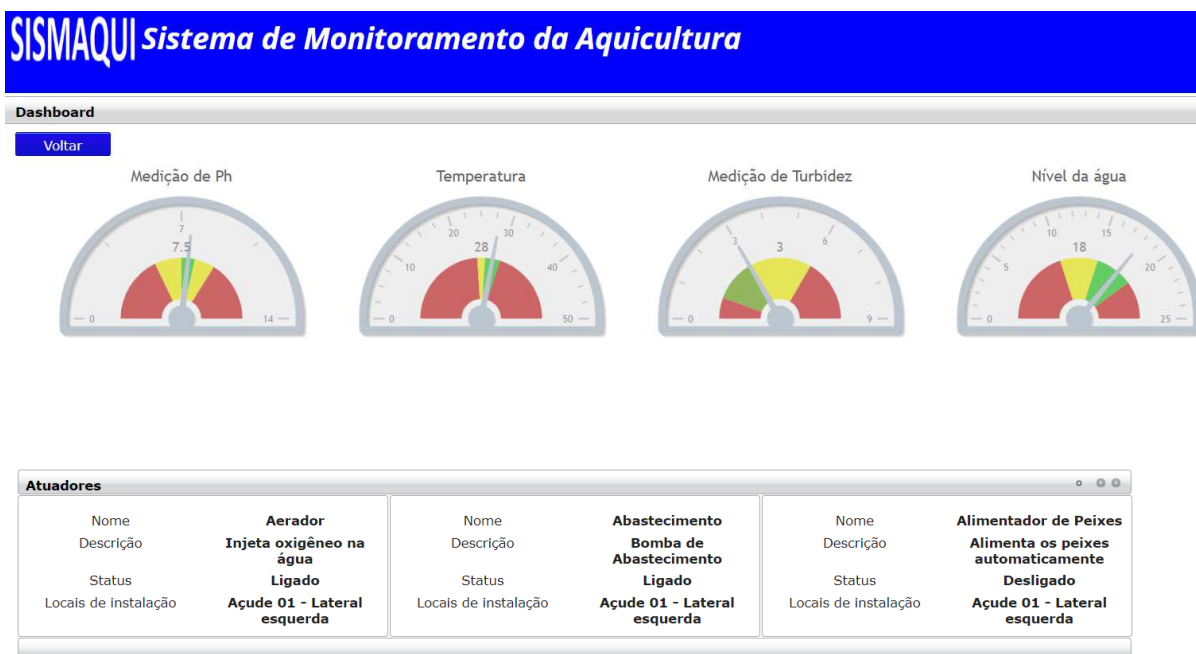 SISMAQUI Sistema de Monitoramento da Aquicultura
Dashboard
Voltar
Medição de Ph
7
7.5
0
14
Temperatura
20
30
28
10
40
0
50
Medição de Turbidez
3
6
3
0
9
Nível da água
10
15
18
5
20
0
25
Atuadores
Nome Aerador
Descrição Injeta oxigêneo na
água
Status Ligado
Locais de instalação Açude 01 - Lateral
esquerda
Nome Abastecimento
Descrição Bomba de
Abastecimento
Status Ligado
Locais de instalação Açude 01 - Lateral
esquerda
Nome Alimentador de Peixes
Descrição Alimenta os peixes
automaticamente
Status Desligado
Locais de instalação Açude 01 - Lateral
esquerda